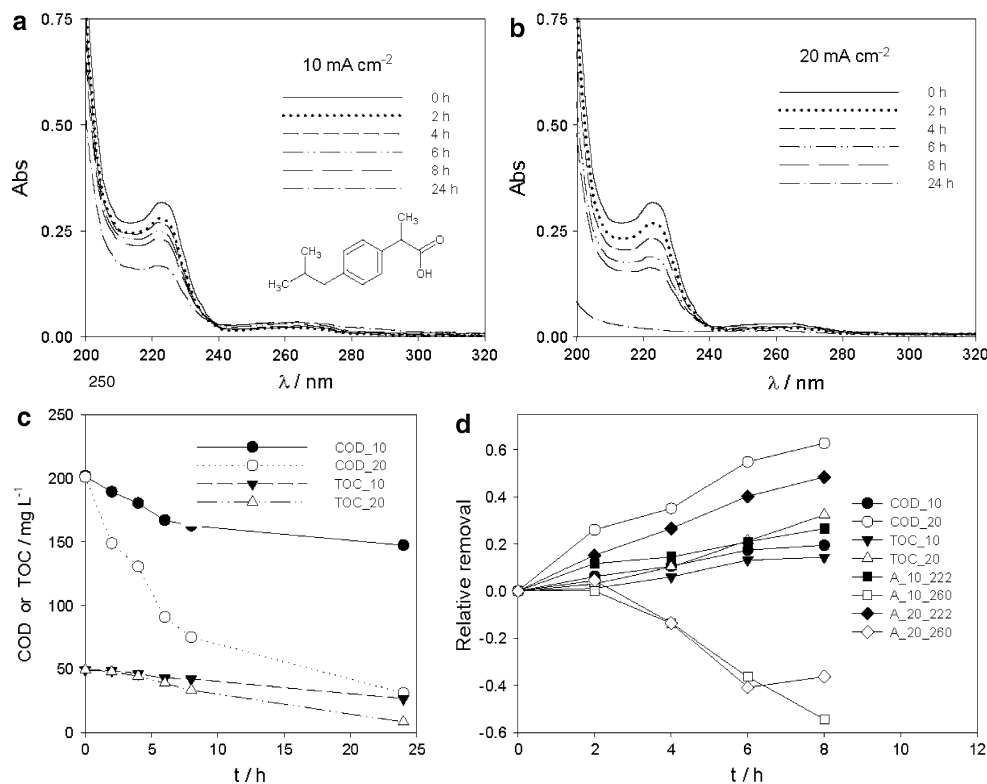 a
0.75
0.50
0.25
0.00
Abs
10 mA cm⁻²
0 h
2 h
4 h
6 h
8 h
24 h
CH₃
O
OH
CH₃
H₃C
200 220 240 260 280 300 320
λ / nm
b
0.75
0.50
0.25
0.00
Abs
20 mA cm⁻²
0 h
2 h
4 h
6 h
8 h
24 h
200 220 240 260 280 300 320
λ / nm
250
c
250
200
150
100
50
0
COD or TOC / mg L⁻¹
COD_10
COD_20
TOC_10
TOC_20
0 5 10 15 20 25
t / h
d
0.6
0.4
0.2
0.0
-0.2
-0.4
-0.6
Relative removal
COD_10
COD_20
TOC_10
TOC_20
A_10_222
A_10_260
A_20_222
A_20_260
0 2 4 6 8 10 12
t / h